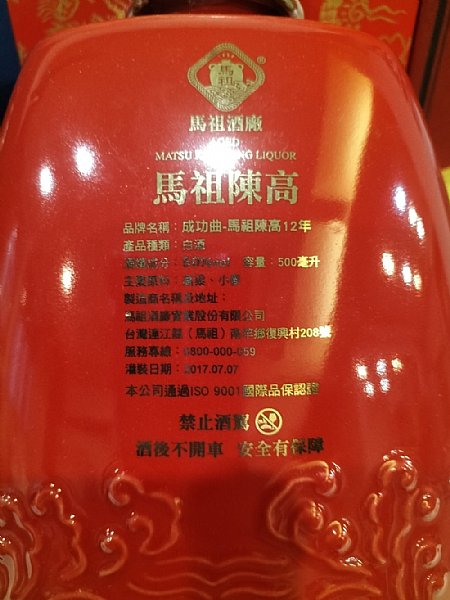 馬祖
®
馬祖酒廠
MATSU LIQUOR
馬祖陳高
品牌名稱：成功曲-馬祖陳高12年
產品種類：白酒
容量：500毫升
主要原料：高粱、小麥
製造商名稱及地址：
馬祖酒廠實業股份有限公司
台灣連江縣（馬祖）南竿鄉復興村208號
服務專線：0800-000-059
灌裝日期：2017.07.07
本公司通過ISO 9001國際品保認證
禁止酒駕
酒後不開車 安全有保障